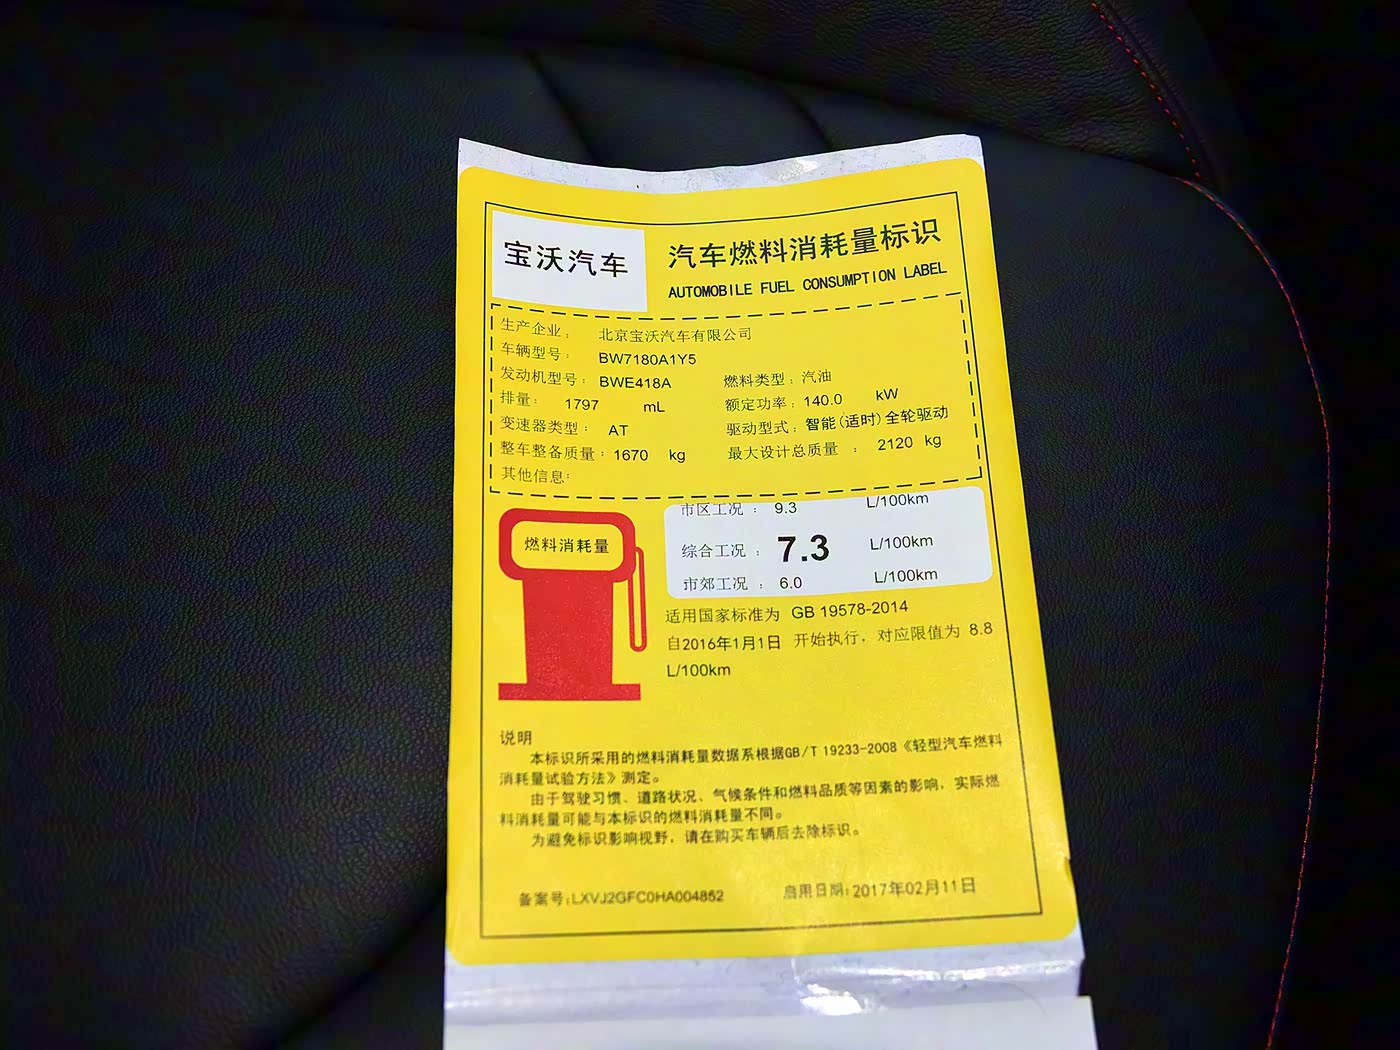 宝沃汽车
汽车燃料消耗量标识
AUTOMOBILE FUEL CONSUMPTION LABEL
生产企业： 北京宝沃汽车有限公司
车辆型号： BW7180A1Y5
发动机型号： BWE418A 燃料类型：汽油
排量： 1797 mL 额定功率：140.0 kW
变速器类型： AT 驱动型式：智能(适时)全轮驱动
整车整备质量：1670 kg 最大设计总质量 ： 2120 kg
其他信息：
燃料消耗量
市区工况 ： 9.3 L/100km
综合工况 ： 7.3 L/100km
市郊工况 ： 6.0 L/100km
适用国家标准为 GB 19578-2014
自2016年1月1日 开始执行，对应限值为 8.8
L/100km
说明
本标识所采用的燃料消耗量数据系根据GB/T 19233-2008《轻型汽车燃料
消耗量试验方法》测定。
由于驾驶习惯、道路状况、气候条件和燃料品质等因素的影响，实际燃
料消耗量可能与本标识的燃料消耗量不同。
为避免标识影响视野，请在购买车辆后去除标识。
备案号:LXVJ2GFC0HA004852 启用日期:2017年02月11日